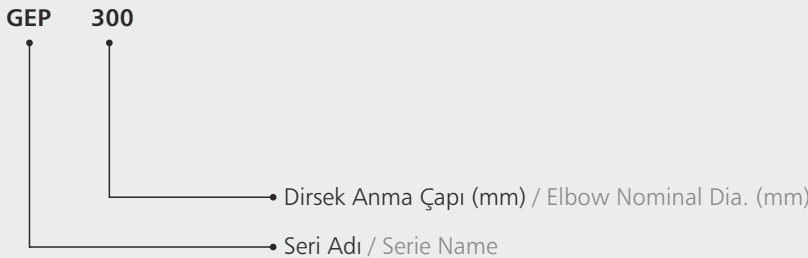 GEP 300
Dirsek Anma Çapı (mm) / Elbow Nominal Dia. (mm)
Seri Adı / Serie Name